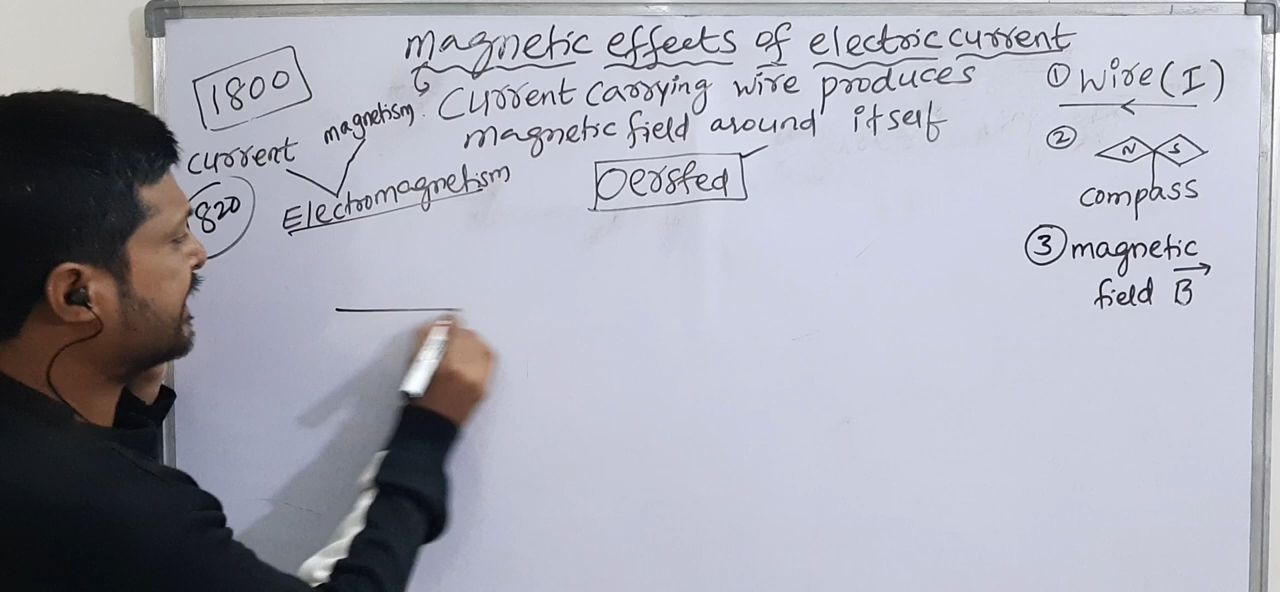 magnetic effects of electric current
1800
Current carrying wire produces
magnetic field around itself
current magnetism
Electromagnetism
820
Oersted
① Wire (I)
②
N S
compass
③ magnetic
field B